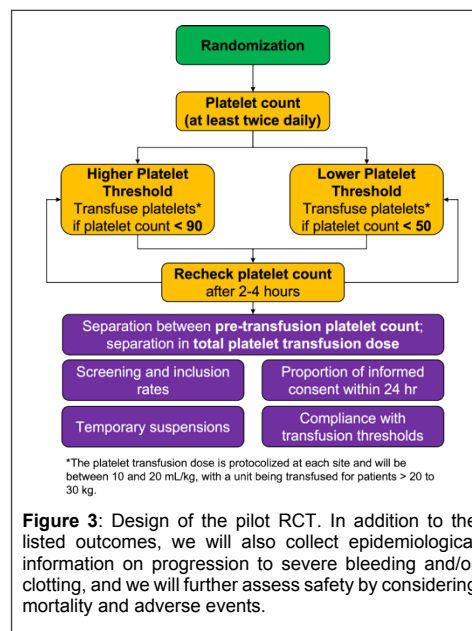 Randomization
Platelet count
(at least twice daily)
Higher Platelet
Threshold
Transfuse platelets*
if platelet count < 90
Lower Platelet
Threshold
Transfuse platelets*
if platelet count < 50
Recheck platelet count
after 2-4 hours
Separation between pre-transfusion platelet count;
separation in total platelet transfusion dose
Screening and inclusion
rates
Proportion of informed
consent within 24 hr
Temporary suspensions
Compliance with
transfusion thresholds
*The platelet transfusion dose is protocolized at each site and will be
between 10 and 20 mL/kg, with a unit being transfused for patients > 20 to
30 kg.
Figure 3: Design of the pilot RCT. In addition to the
listed outcomes, we will also collect epidemiological
information on progression to severe bleeding and/or
clotting, and we will further assess safety by considering
mortality and adverse events.